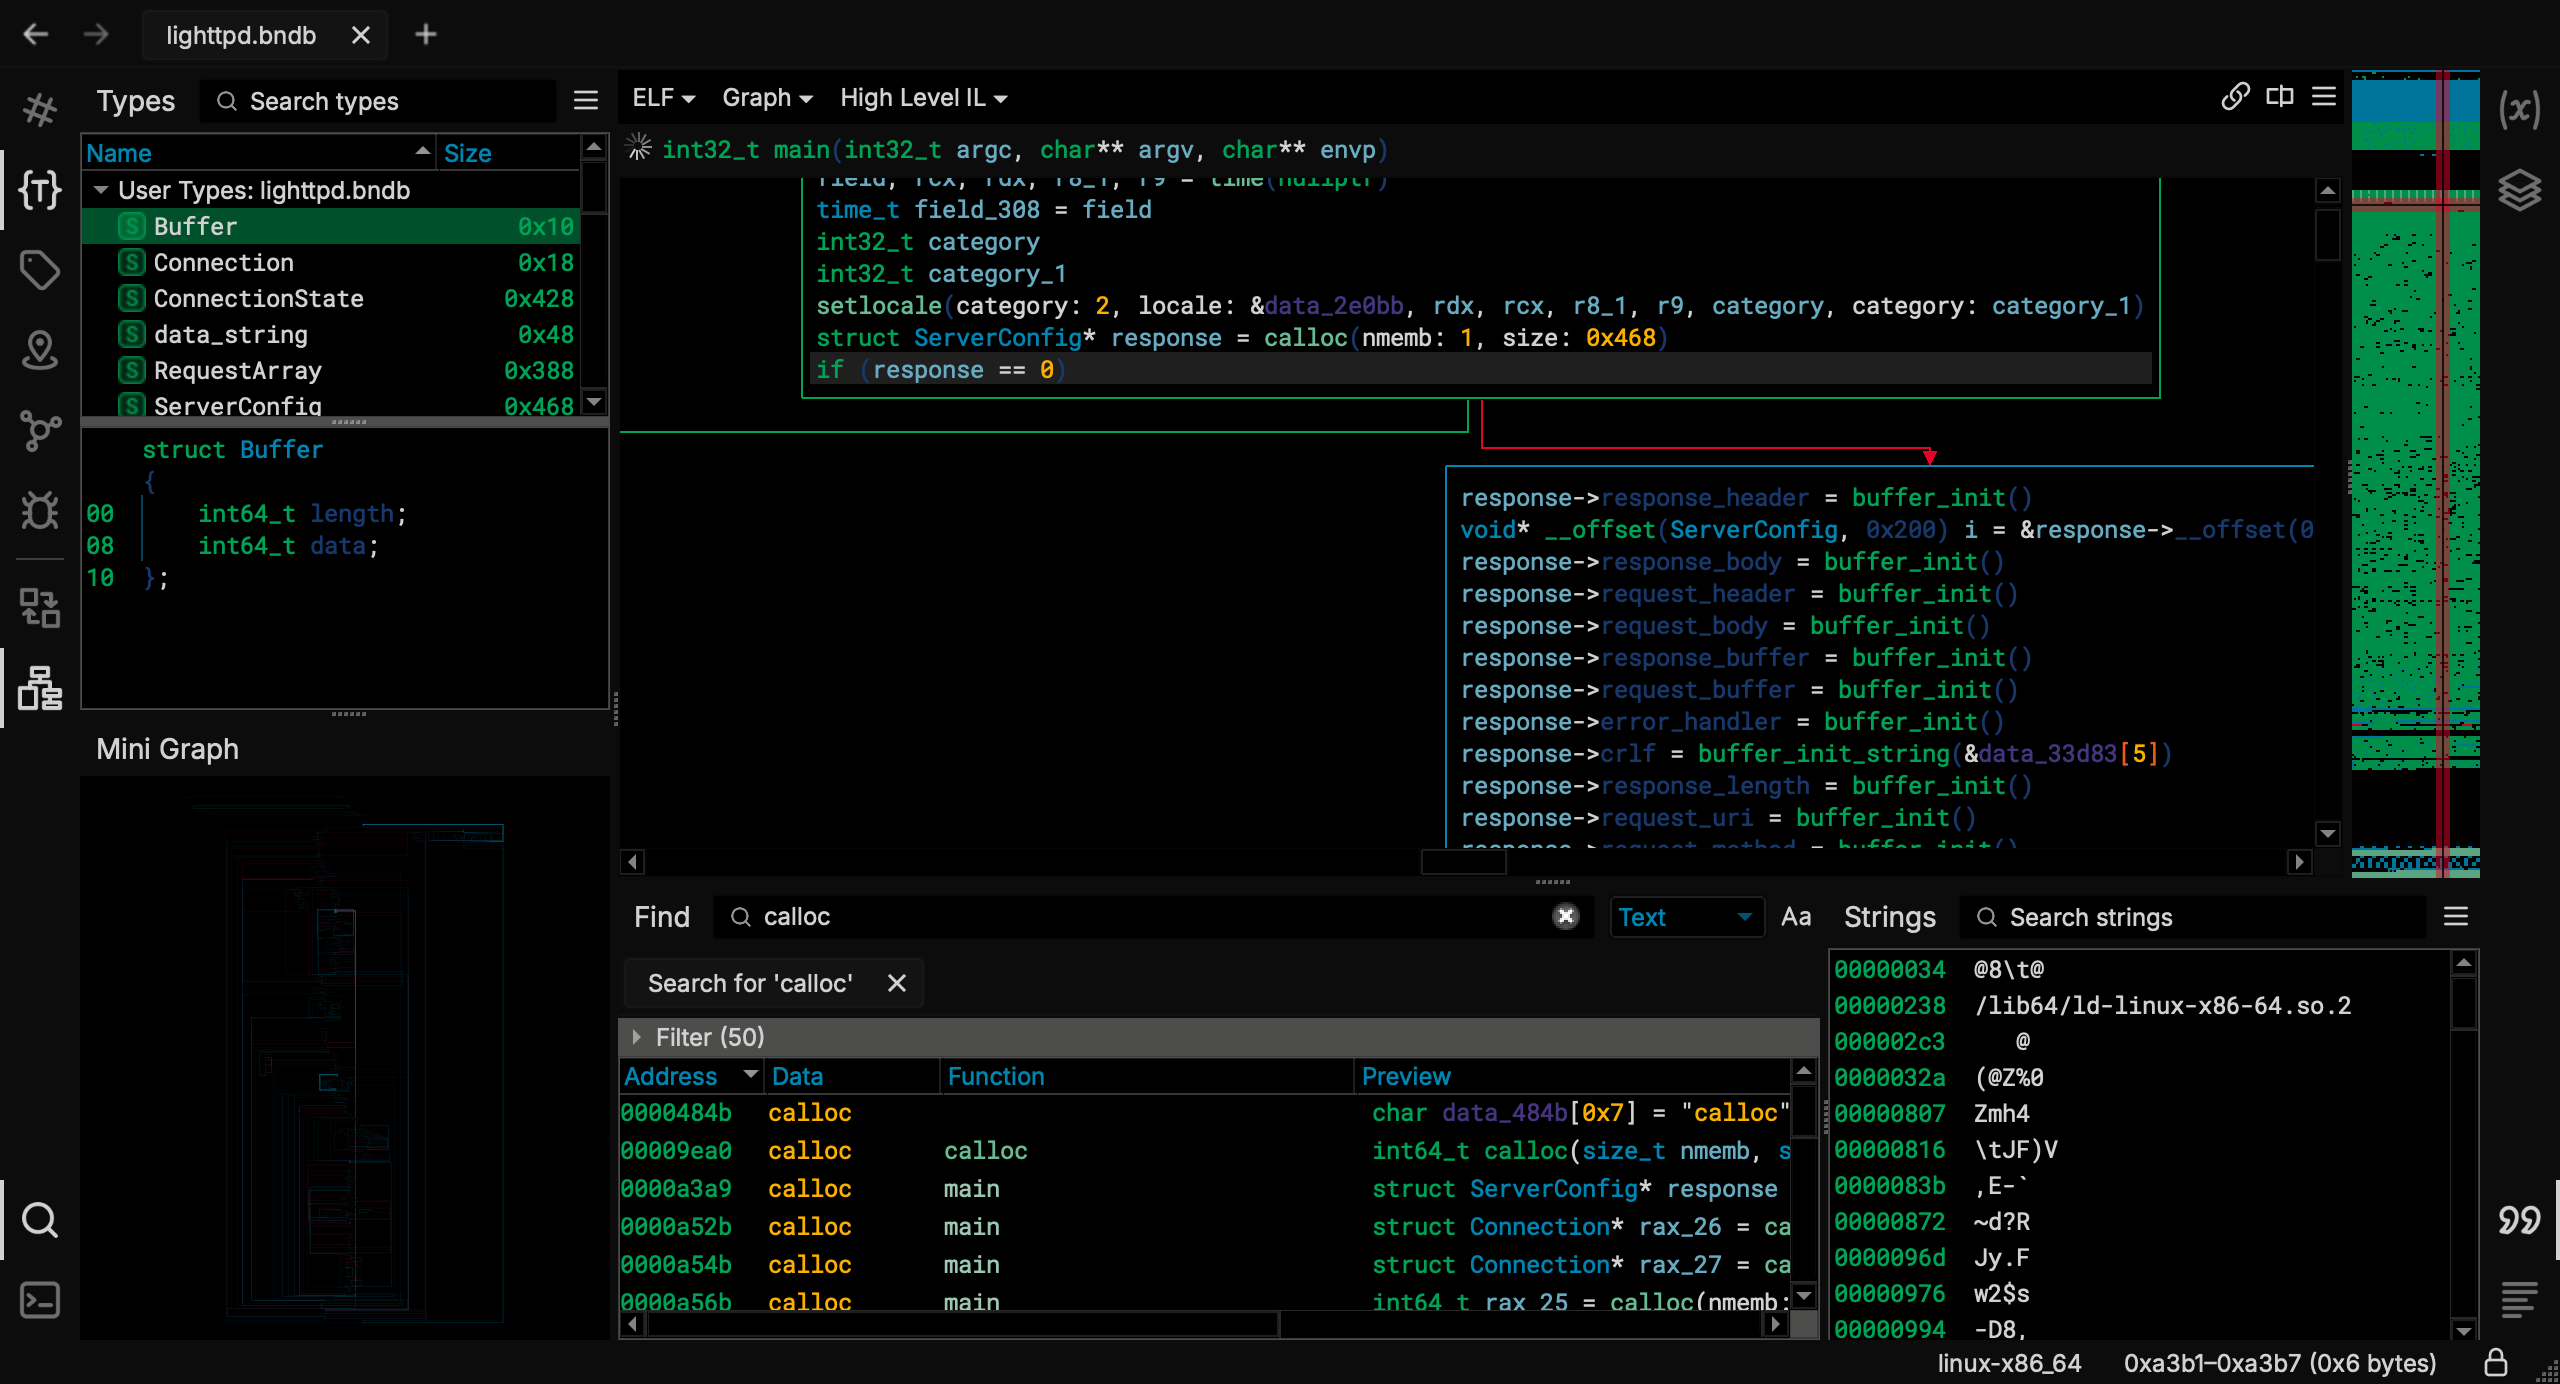 lighttpd.bndb
Types
Search types
Name Size
User Types: lighttpd.bndb
S Buffer 0x10
S Connection 0x18
S ConnectionState 0x428
S data_string 0x48
S RequestArray 0x388
S ServerConfig 0x468
struct Buffer
{
00 int64_t length;
08 int64_t data;
10 };
Mini Graph
ELF Graph High Level IL
int32_t main(int32_t argc, char** argv, char** envp)
field, rcx, rdx, r8_1, r9 = time(nullptr)
time_t field_308 = field
int32_t category
int32_t category_1
setlocale(category: 2, locale: &data_2e0bb, rdx, rcx, r8_1, r9, category, category: category_1)
struct ServerConfig* response = calloc(nmemb: 1, size: 0x468)
if (response == 0)
response->response_header = buffer_init()
void* __offset(ServerConfig, 0x200) i = &response->__offset(0
response->response_body = buffer_init()
response->request_header = buffer_init()
response->request_body = buffer_init()
response->response_buffer = buffer_init()
response->request_buffer = buffer_init()
response->error_handler = buffer_init()
response->crlf = buffer_init_string(&data_33d83[5])
response->response_length = buffer_init()
response->request_uri = buffer_init()
response->request_method = buffer_init()
Find
calloc
Text
Aa
Search for 'calloc'
Filter (50)
Address Data Function Preview
0000484b calloc char data_484b[0x7] = "calloc"
00009ea0 calloc calloc int64_t calloc(size_t nmemb, s
0000a3a9 calloc main struct ServerConfig* response
0000a52b calloc main struct Connection* rax_26 = ca
0000a54b calloc main struct Connection* rax_27 = ca
0000a56b calloc main int64_t rax_25 = calloc(nmemb:
Strings
Search strings
00000034 @8\t@
00000238 /lib64/ld-linux-x86-64.so.2
000002c3 @
0000032a (@Z%0
00000807 Zmh4
00000816 \tJF)V
0000083b ,E-`
00000872 ~d?R
0000096d Jy.F
00000976 w2$s
00000994 -D8,
linux-x86_64 0xa3b1–0xa3b7 (0x6 bytes)